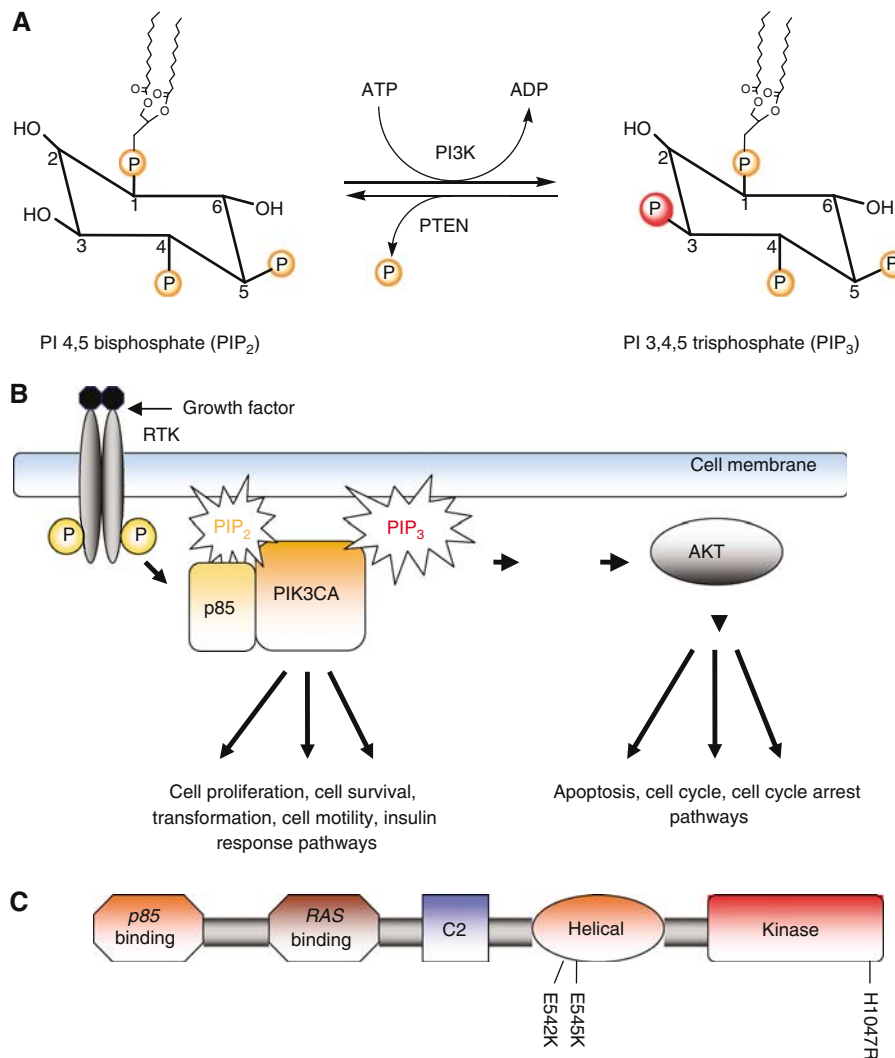 A
O O
O O
ATP
ADP
HO
2
P
1
6
OH
HO
3
4
P
5
P
PI3K
PTEN
P
HO
2
P
1
6
OH
P
3
4
P
5
P
PI 4,5 bisphosphate (PIP2)
PI 3,4,5 trisphosphate (PIP3)
B
Growth factor
RTK
Cell membrane
P
P
PIP2
PIP3
p85
PIK3CA
AKT
Cell proliferation, cell survival,
transformation, cell motility, insulin
response pathways
Apoptosis, cell cycle, cell cycle arrest
pathways
C
p85
binding
RAS
binding
C2
Helical
Kinase
E542K
E545K
H1047R